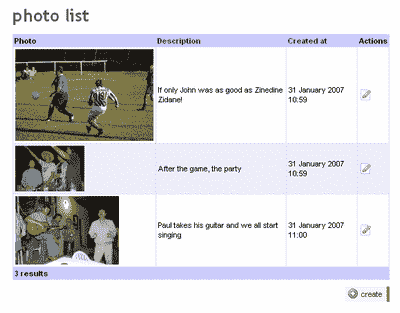 photo list
Photo Description Created at Actions
If only John was as good as Zinedine
Zidane!
31 January 2007
10:59
After the game, the party
31 January 2007
10:59
Paul takes his guitar and we all start
singing
31 January 2007
11:00
3 results
create